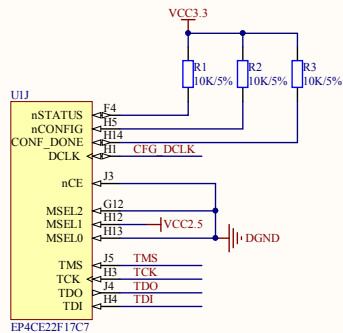 VCC3.3
R1 R2 R3
10K/5% 10K/5% 10K/5%
U1J
nSTATUS F4
nCONFIG H5
CONF_DONE H14
DCLK H1 CFG_DCLK
nCE J3
MSEL2 G12
MSEL1 H12 VCC2.5
MSEL0 H13 DGND
TMS J5 TMS
TCK H3 TCK
TDO J4 TDO
TDI H4 TDI
EP4CE22F17C7